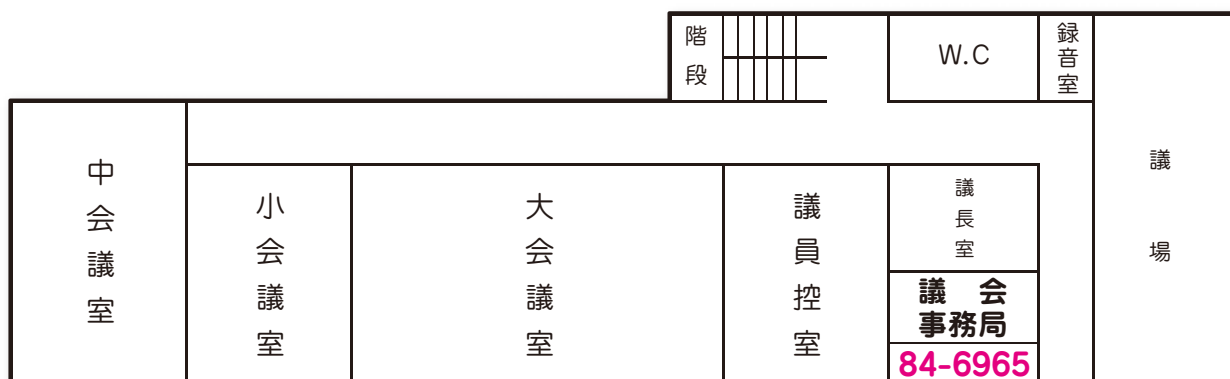 階段
W.C
録音室
議場
中会議室
小会議室
大会議室
議員控室
議長室
議　会
事務局
84-6965